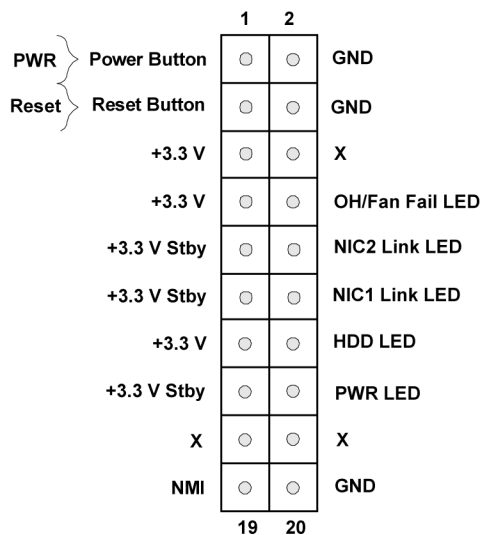 1 2
PWR Power Button GND
Reset Reset Button GND
+3.3 V X
+3.3 V OH/Fan Fail LED
+3.3 V Stby NIC2 Link LED
+3.3 V Stby NIC1 Link LED
+3.3 V HDD LED
+3.3 V Stby PWR LED
X X
NMI GND
19 20